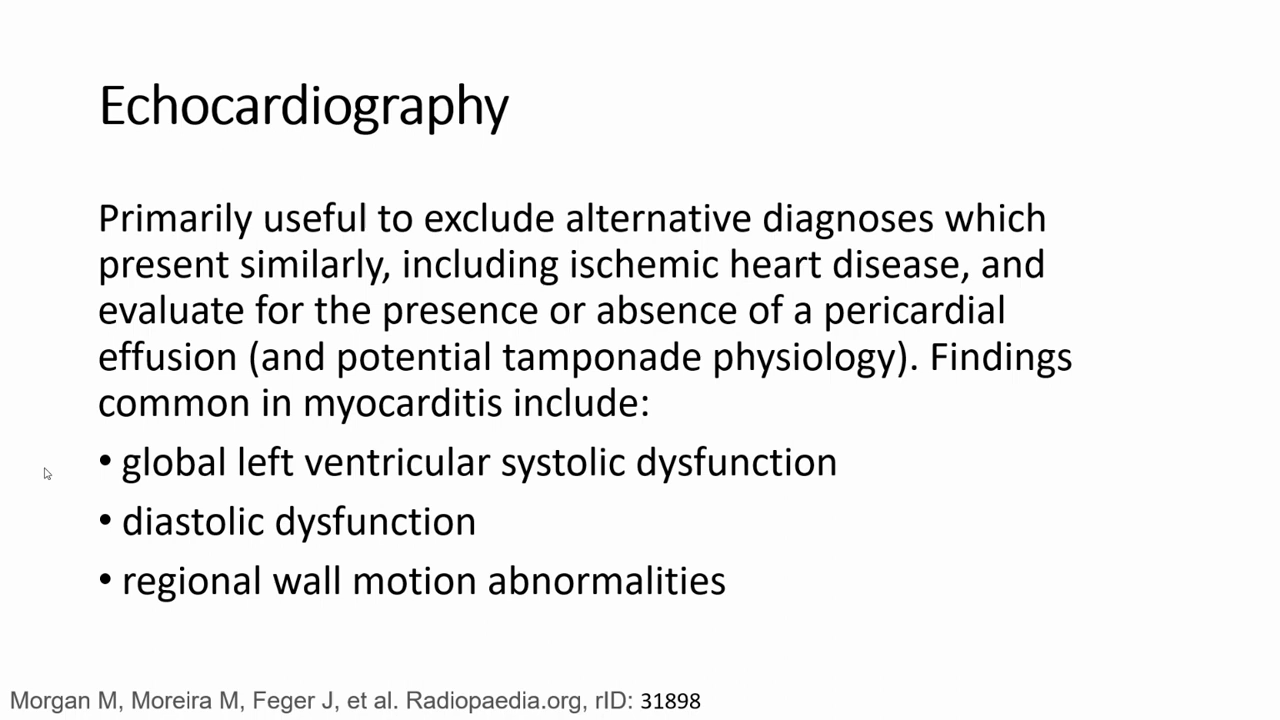 Echocardiography
Primarily useful to exclude alternative diagnoses which
present similarly, including ischemic heart disease, and
evaluate for the presence or absence of a pericardial
effusion (and potential tamponade physiology). Findings
common in myocarditis include:
• global left ventricular systolic dysfunction
• diastolic dysfunction
• regional wall motion abnormalities
Morgan M, Moreira M, Feger J, et al. Radiopaedia.org, rID: 31898